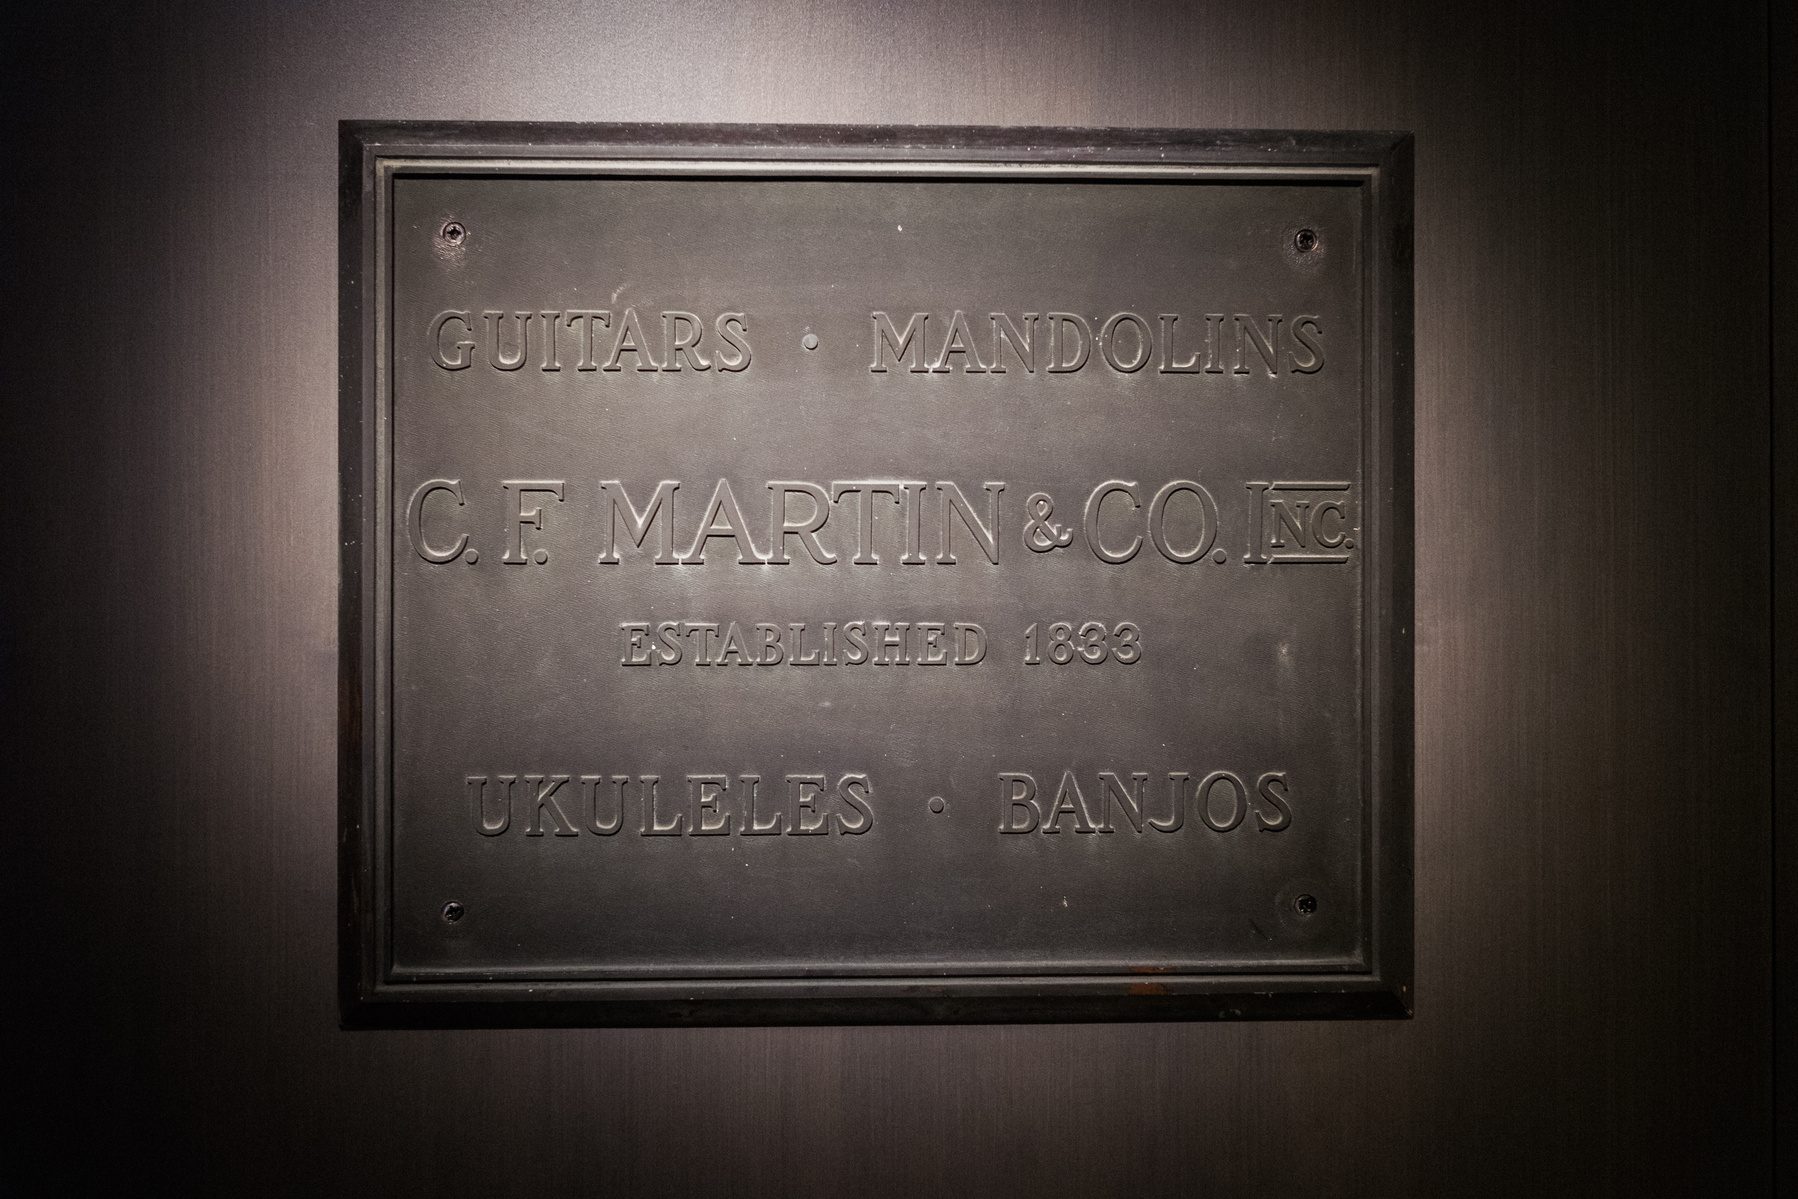 GUITARS · MANDOLINS
C. F. MARTIN & CO. INC.
ESTABLISHED 1833
UKULELES · BANJOS